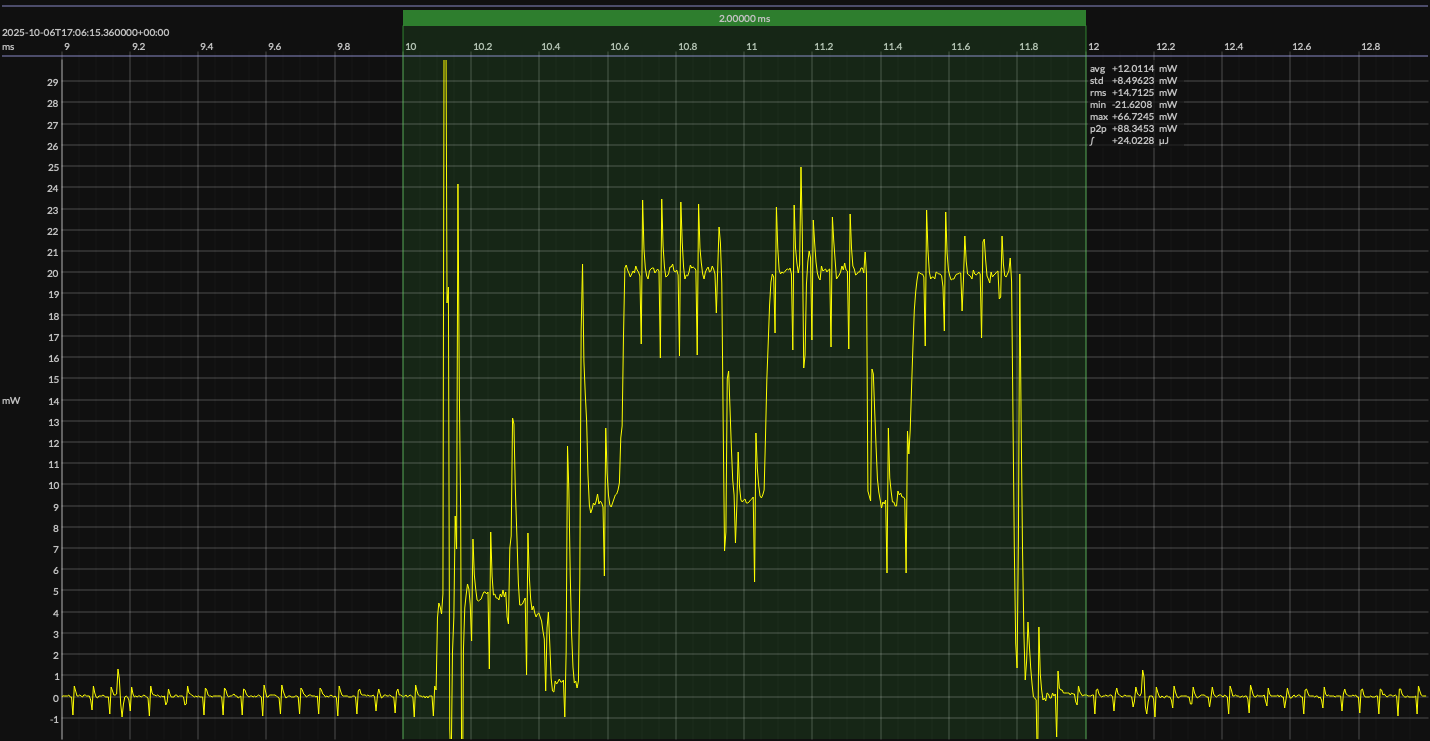 2.00000 ms
2025-10-06T17:06:15.360000+00:00
ms 9 9.2 9.4 9.6 9.8 10 10.2 10.4 10.6 10.8 11 11.2 11.4 11.6 11.8 12 12.2 12.4 12.6 12.8
avg +12.0114 mW
std +8.49623 mW
rms +14.7125 mW
min -21.6208 mW
max +66.7245 mW
p2p +88.3453 mW
∫ +24.0228 µJ
29
28
27
26
25
24
23
22
21
20
19
18
17
16
15
mW 14
13
12
11
10
9
8
7
6
5
4
3
2
1
0
-1